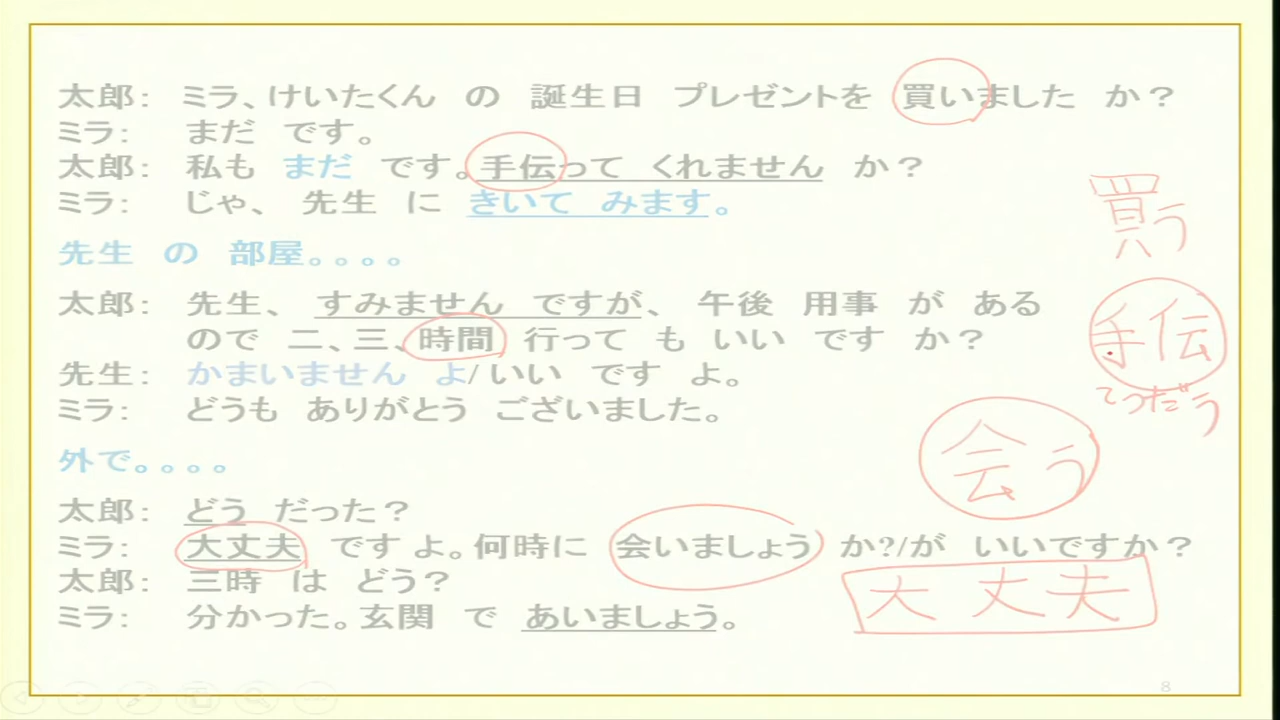 太郎： ミラ、けいたくん の 誕生日 プレゼントを 買いました か？
ミラ： まだ です。
太郎： 私も まだ です。手伝って くれません か？
ミラ： じゃ、 先生 に きいて みます。
先生 の 部屋。。。。
太郎： 先生、 すみません ですが、 午後 用事 が ある
ので 二、三、時間 行って も いい です か？
先生： かまいません よ/いい です よ。
ミラ： どうも ありがとう ございました。
外で。。。。
太郎： どう だった？
ミラ： 大丈夫 です よ。何時に 会いましょう か?/が いいですか？
太郎： 三時 は どう？
ミラ： 分かった。玄関 で あいましょう。
買う
手伝
てつだう
会う
大丈夫
8